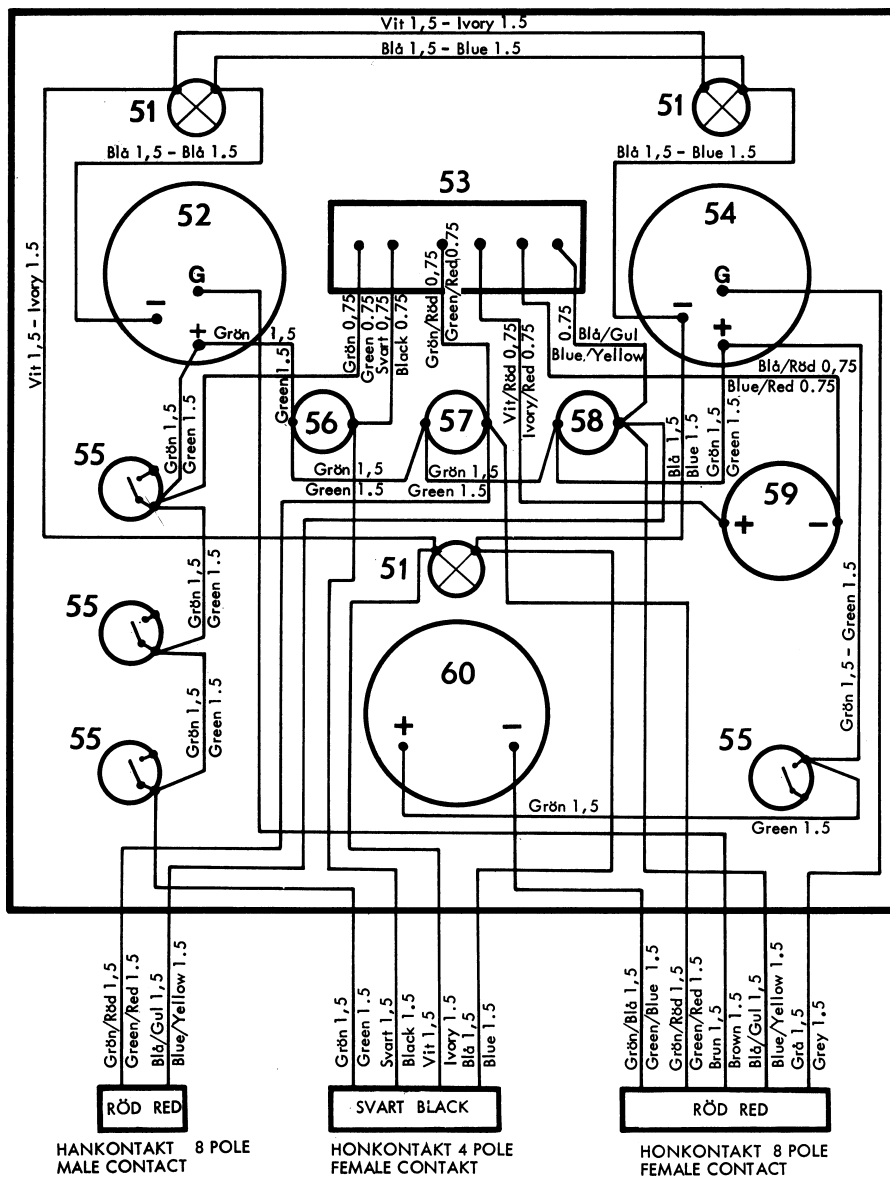 Vit 1,5 - Ivory 1.5
Blå 1,5 - Blue 1.5
51
51
Blå 1,5 - Blå 1.5
Blå 1,5 - Blue 1.5
53
52
54
G
G
-
-
+
+
Vit 1,5 - Ivory 1.5
Grön 1,5
Green 1.5
Grön 0,75
Green 0.75
Svart 0,75
Black 0.75
Grön/Röd 0,75
Green/Red 0.75
Vit/Röd 0,75
Ivory/Red 0.75
0.75
Blå/Gul
Blue/Yellow
Blå/Röd 0,75
Blue/Red 0.75
56
57
58
Grön 1,5
Green 1.5
Blå 1,5
Blue 1.5
Grön 1,5
Green 1.5
55
Grön 1,5
Green 1.5
Grön 1,5
Green 1.5
59
+
-
51
Grön 1,5
Green 1.5
Grön 1,5 - Green 1.5
55
60
+
-
Grön 1,5
Green 1.5
55
55
Grön 1,5
Green 1.5
Grön/Röd 1,5
Green/Red 1.5
Blå/Gul 1,5
Blue/Yellow 1.5
Grön 1,5
Green 1.5
Svart 1,5
Black 1.5
Vit 1,5
Ivory 1.5
Blå 1,5
Blue 1.5
Grön/Blå 1,5
Green/Blue 1.5
Grön/Röd 1,5
Green/Red 1.5
Brun 1,5
Brown 1.5
Blå/Gul 1,5
Blue/Yellow 1.5
Grå 1,5
Grey 1.5
RÖD RED
SVART BLACK
RÖD RED
HANKONTAKT 8 POLE
MALE CONTACT
HONKONTAKT 4 POLE
FEMALE CONTAKT
HONKONTAKT 8 POLE
FEMALE CONTACT